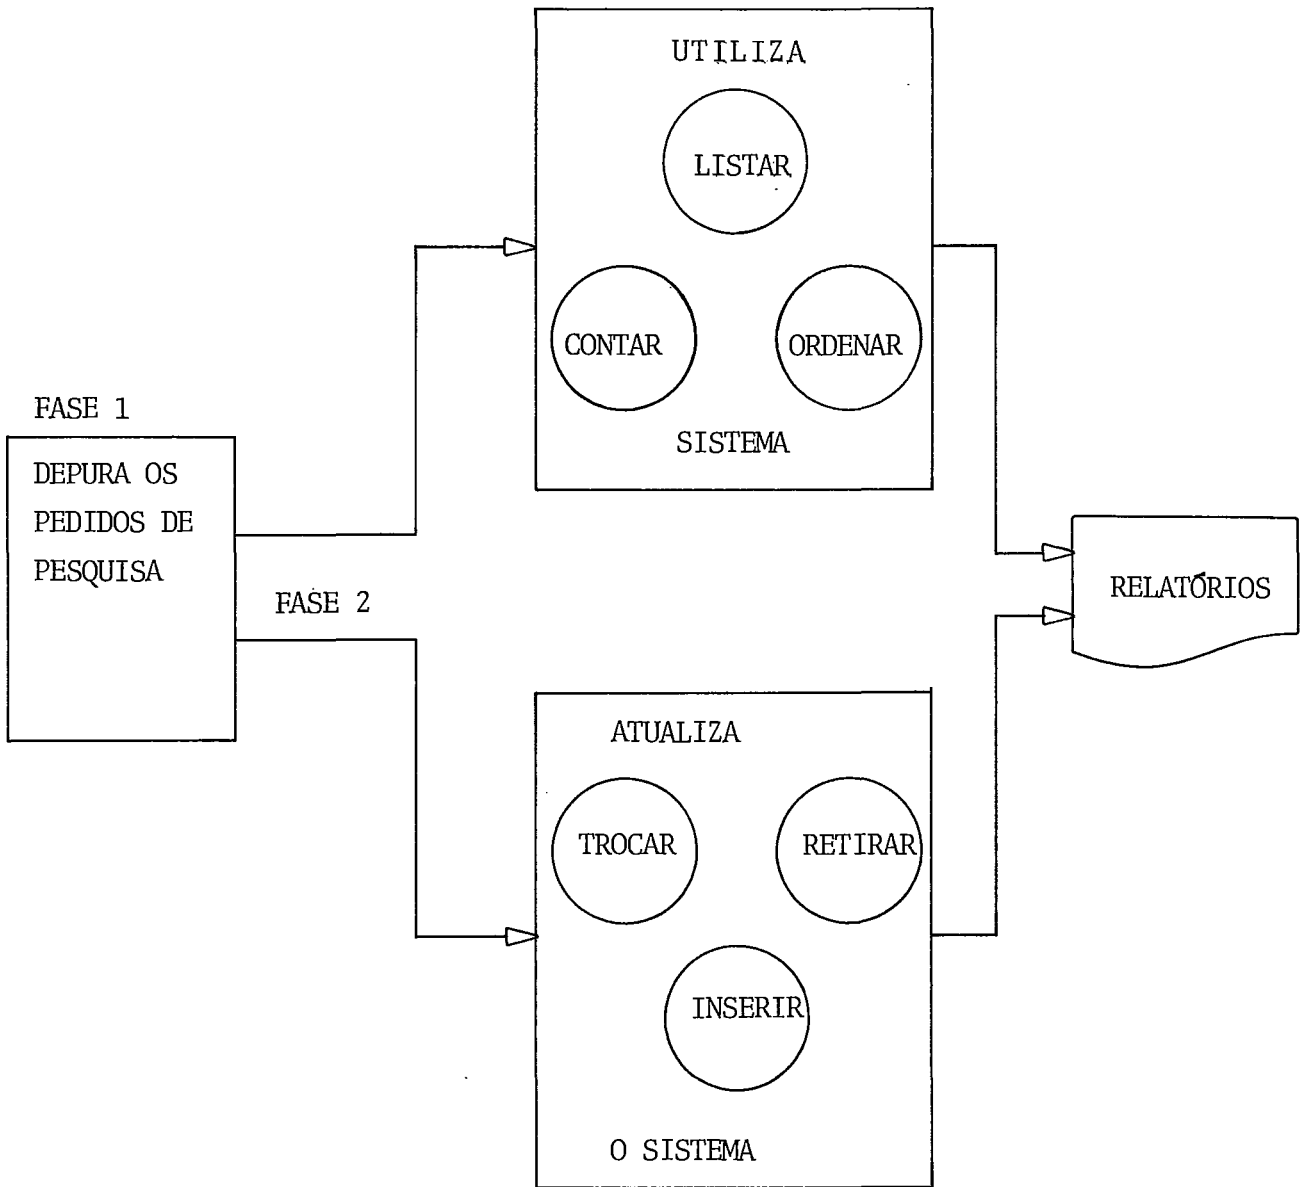 UTILIZA
LISTAR
CONTAR
ORDENAR
SISTEMA
FASE 1
DEPURA OS
PEDIDOS DE
PESQUISA
FASE 2
RELATÓRIOS
ATUALIZA
TROCAR
RETIRAR
INSERIR
O SISTEMA